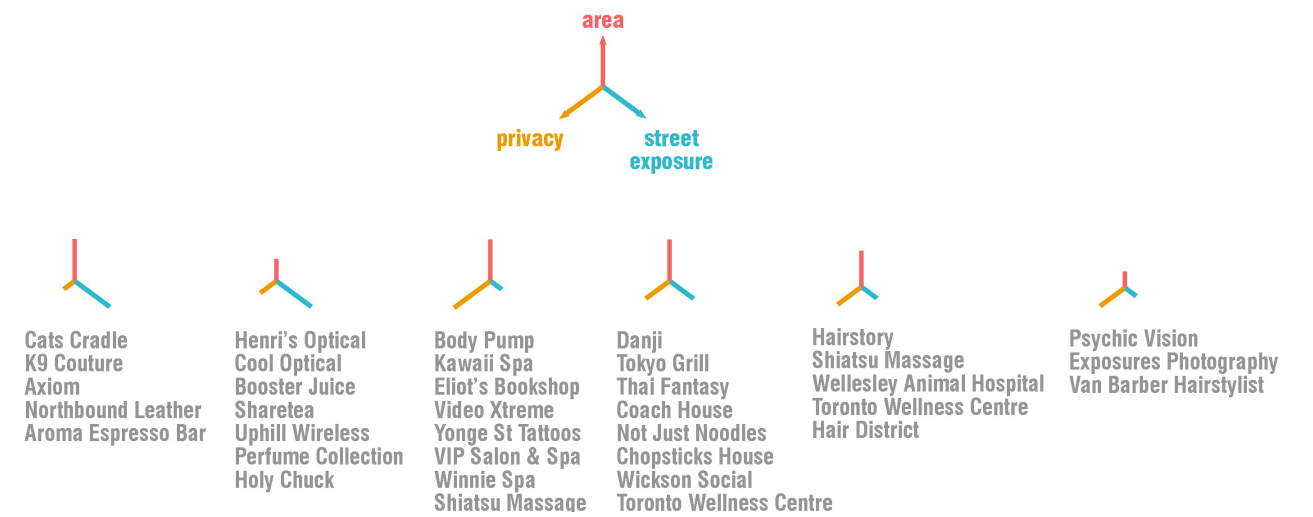 area
privacy
street
exposure
Cats Cradle
K9 Couture
Axiom
Northbound Leather
Aroma Espresso Bar
Henri's Optical
Cool Optical
Booster Juice
Sharetea
Uphill Wireless
Perfume Collection
Holy Chuck
Body Pump
Kawaii Spa
Eliot's Bookshop
Video Xtreme
Yonge St Tattoos
VIP Salon & Spa
Winnie Spa
Shiatsu Massage
Danji
Tokyo Grill
Thai Fantasy
Coach House
Not Just Noodles
Chopsticks House
Wickson Social
Toronto Wellness Centre
Hairstory
Shiatsu Massage
Wellesley Animal Hospital
Toronto Wellness Centre
Hair District
Psychic Vision
Exposures Photography
Van Barber Hairstylist